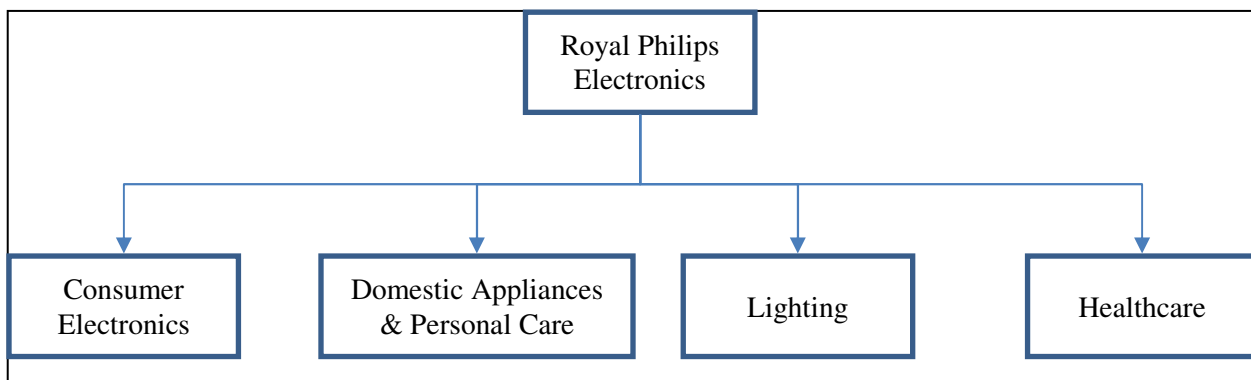 Royal Philips
Electronics
Consumer
Electronics
Domestic Appliances
& Personal Care
Lighting
Healthcare